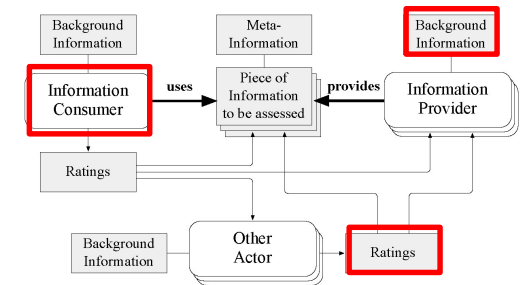 Background
Information
Meta-
Information
Background
Information
Information
Consumer
uses
Piece of
Information
to be assessed
provides
Information
Provider
Ratings
Background
Information
Other
Actor
Ratings